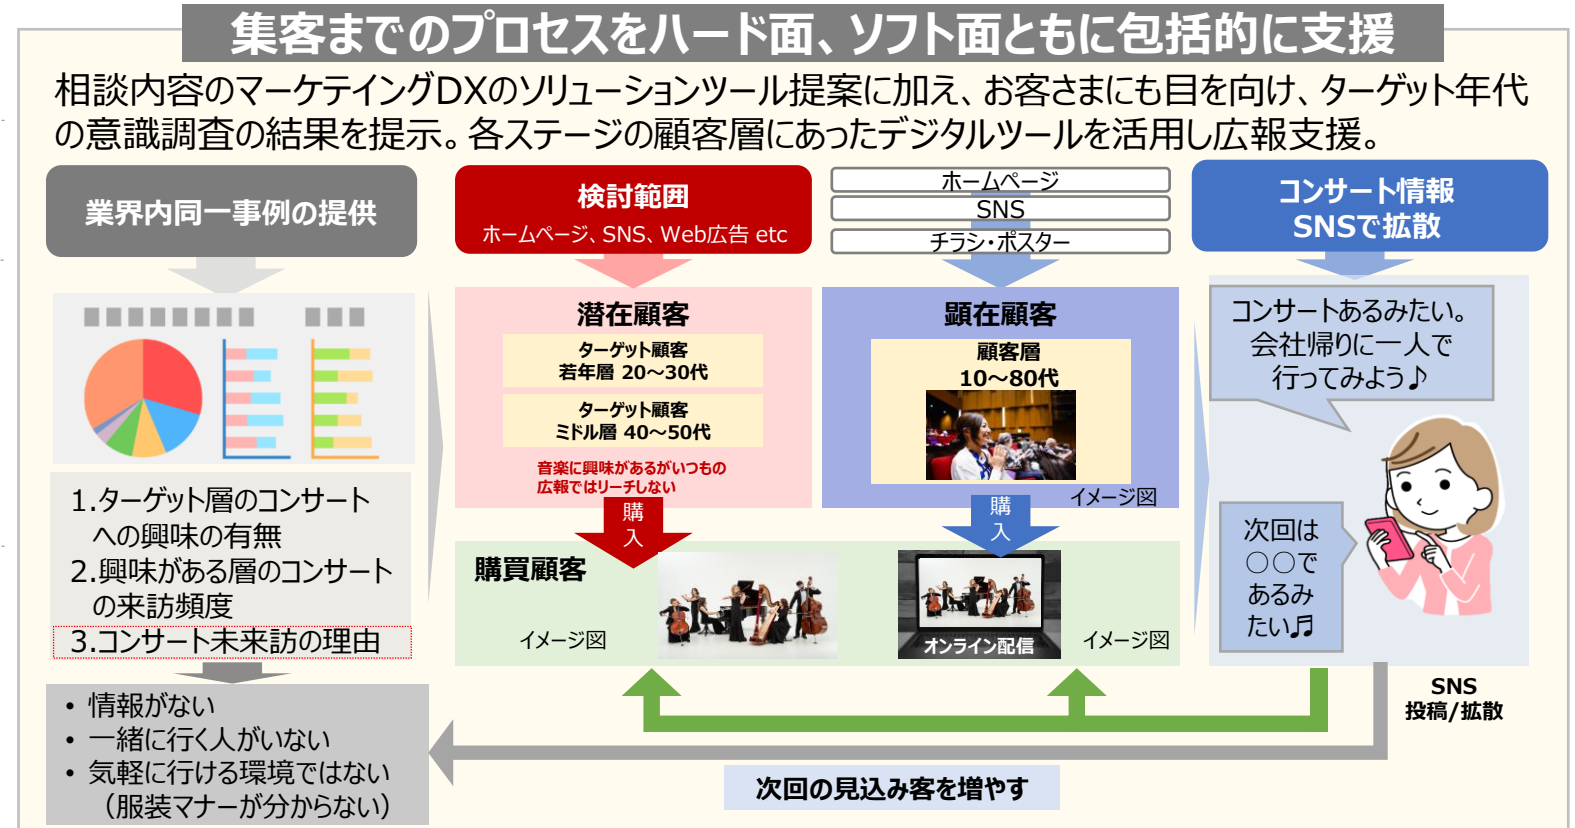 集客までのプロセスをハード面、ソフト面ともに包括的に支援
相談内容のマーケテイングDXのソリューションツール提案に加え、お客さまにも目を向け、ターゲット年代
の意識調査の結果を提示。各ステージの顧客層にあったデジタルツールを活用し広報支援。
業界内同一事例の提供
1.ターゲット層のコンサート
への興味の有無
2.興味がある層のコンサート
の来訪頻度
3.コンサート未来訪の理由
• 情報がない
• 一緒に行く人がいない
• 気軽に行ける環境ではない
（服装マナーが分からない）
検討範囲
ホームページ、SNS、Web広告 etc
潜在顧客
ターゲット顧客
若年層 20～30代
ターゲット顧客
ミドル層 40～50代
音楽に興味があるがいつもの
広報ではリーチしない
購
入
ホームページ
SNS
チラシ・ポスター
顕在顧客
顧客層
10～80代
イメージ図
購
入
購買顧客
イメージ図
オンライン配信
イメージ図
コンサート情報
SNSで拡散
コンサートあるみたい。
会社帰りに一人で
行ってみよう♪
次回は
○○で
あるみ
たい♬
SNS
投稿/拡散
次回の見込み客を増やす